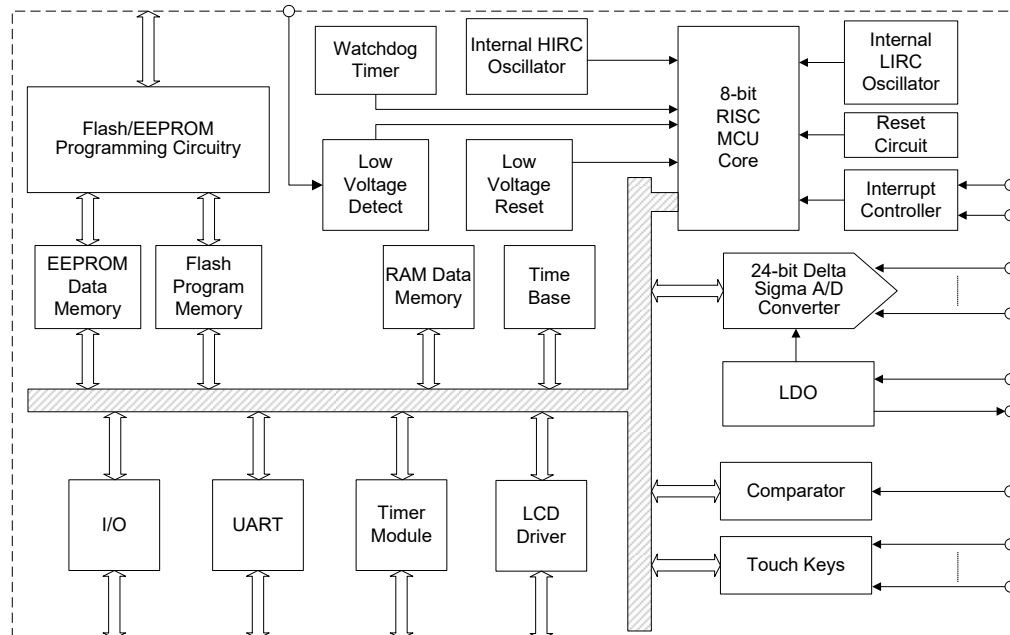 Watchdog
Timer
Internal HIRC
Oscillator
8-bit
RISC
MCU
Core
Internal
LIRC
Oscillator
Flash/EEPROM
Programming Circuitry
Reset
Circuit
Low
Voltage
Detect
Low
Voltage
Reset
Interrupt
Controller
EEPROM
Data
Memory
Flash
Program
Memory
RAM Data
Memory
Time
Base
24-bit Delta
Sigma A/D
Converter
LDO
I/O
UART
Timer
Module
LCD
Driver
Comparator
Touch Keys